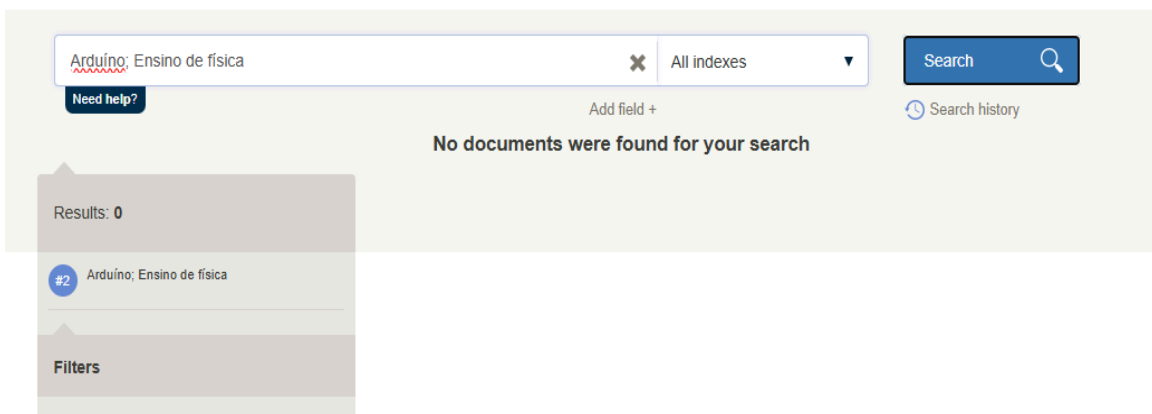 Arduíno; Ensino de física
All indexes
Search
Need help?
Add field +
Search history
No documents were found for your search
Results: 0
#2 Arduíno; Ensino de física
Filters